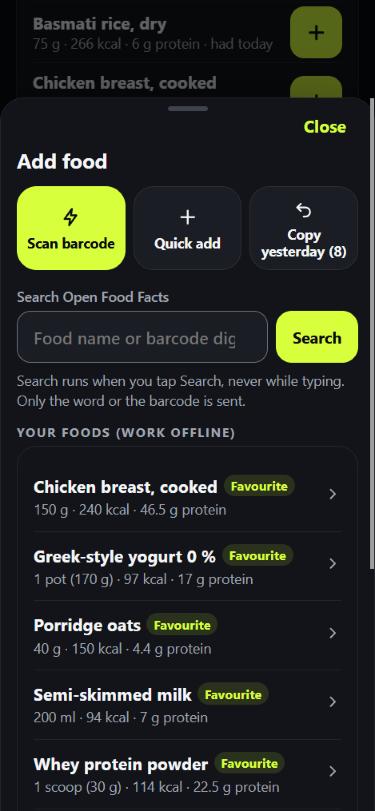 Basmati rice, dry
75 g · 266 kcal · 6 g protein · had today
Chicken breast, cooked
Close
Add food
Scan barcode
Quick add
Copy
yesterday (8)
Search Open Food Facts
Food name or barcode dig
Search
Search runs when you tap Search, never while typing.
Only the word or the barcode is sent.
YOUR FOODS (WORK OFFLINE)
Chicken breast, cooked Favourite
150 g · 240 kcal · 46.5 g protein
Greek-style yogurt 0 % Favourite
1 pot (170 g) · 97 kcal · 17 g protein
Porridge oats Favourite
40 g · 150 kcal · 4.4 g protein
Semi-skimmed milk Favourite
200 ml · 94 kcal · 7 g protein
Whey protein powder Favourite
1 scoop (30 g) · 114 kcal · 22.5 g protein